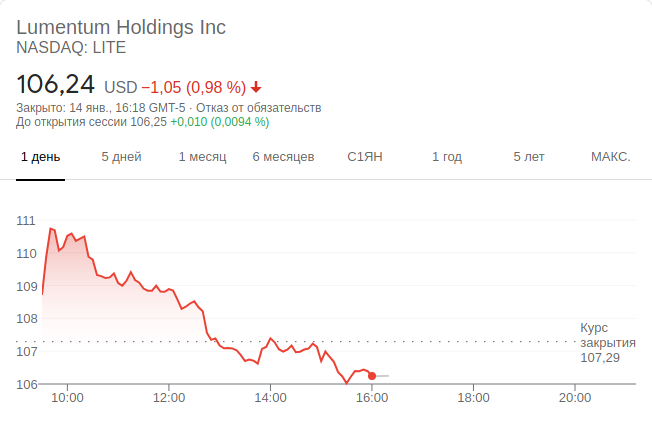 Lumentum Holdings Inc
NASDAQ: LITE
106,24 USD −1,05 (0,98 %)
Закрыто: 14 янв., 16:18 GMT-5 · Отказ от обязательств
До открытия сессии 106,25 +0,010 (0,0094 %)
1 день 5 дней 1 месяц 6 месяцев С1ЯН 1 год 5 лет МАКС.
111
110
109
108
107
106
Курс
закрытия
107,29
10:00 12:00 14:00 16:00 18:00 20:00